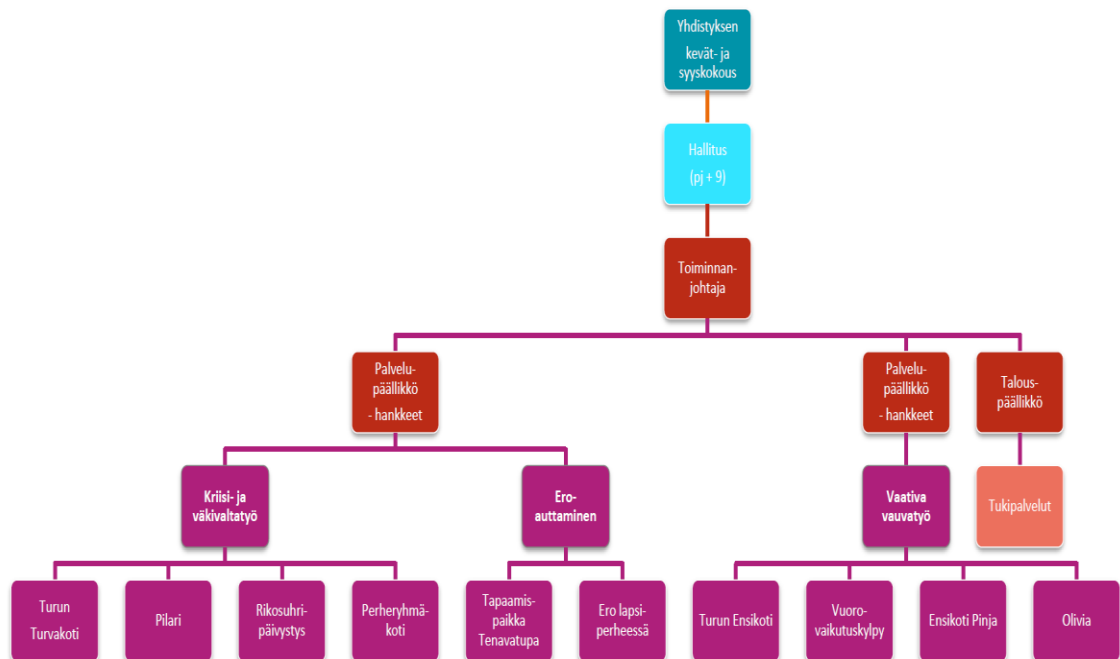 Yhdistyksen
kevät- ja
syyskokous
Hallitus
(pj + 9)
Toiminnan-
johtaja
Palvelu-
päällikkö
- hankkeet
Palvelu-
päällikkö
- hankkeet
Talous-
päällikkö
Kriisi- ja
väkivaltatyö
Ero-
auttaminen
Vaativa
vauvatyö
Tukipalvelut
Turun
Turvakoti
Pilari
Rikosuhri-
päivystys
Perheryhmä-
koti
Tapaamis-
paikka
Tenavatupa
Ero lapsi-
perheessä
Turun Ensikoti
Vuoro-
vaikutuskylpy
Ensikoti Pinja
Olivia